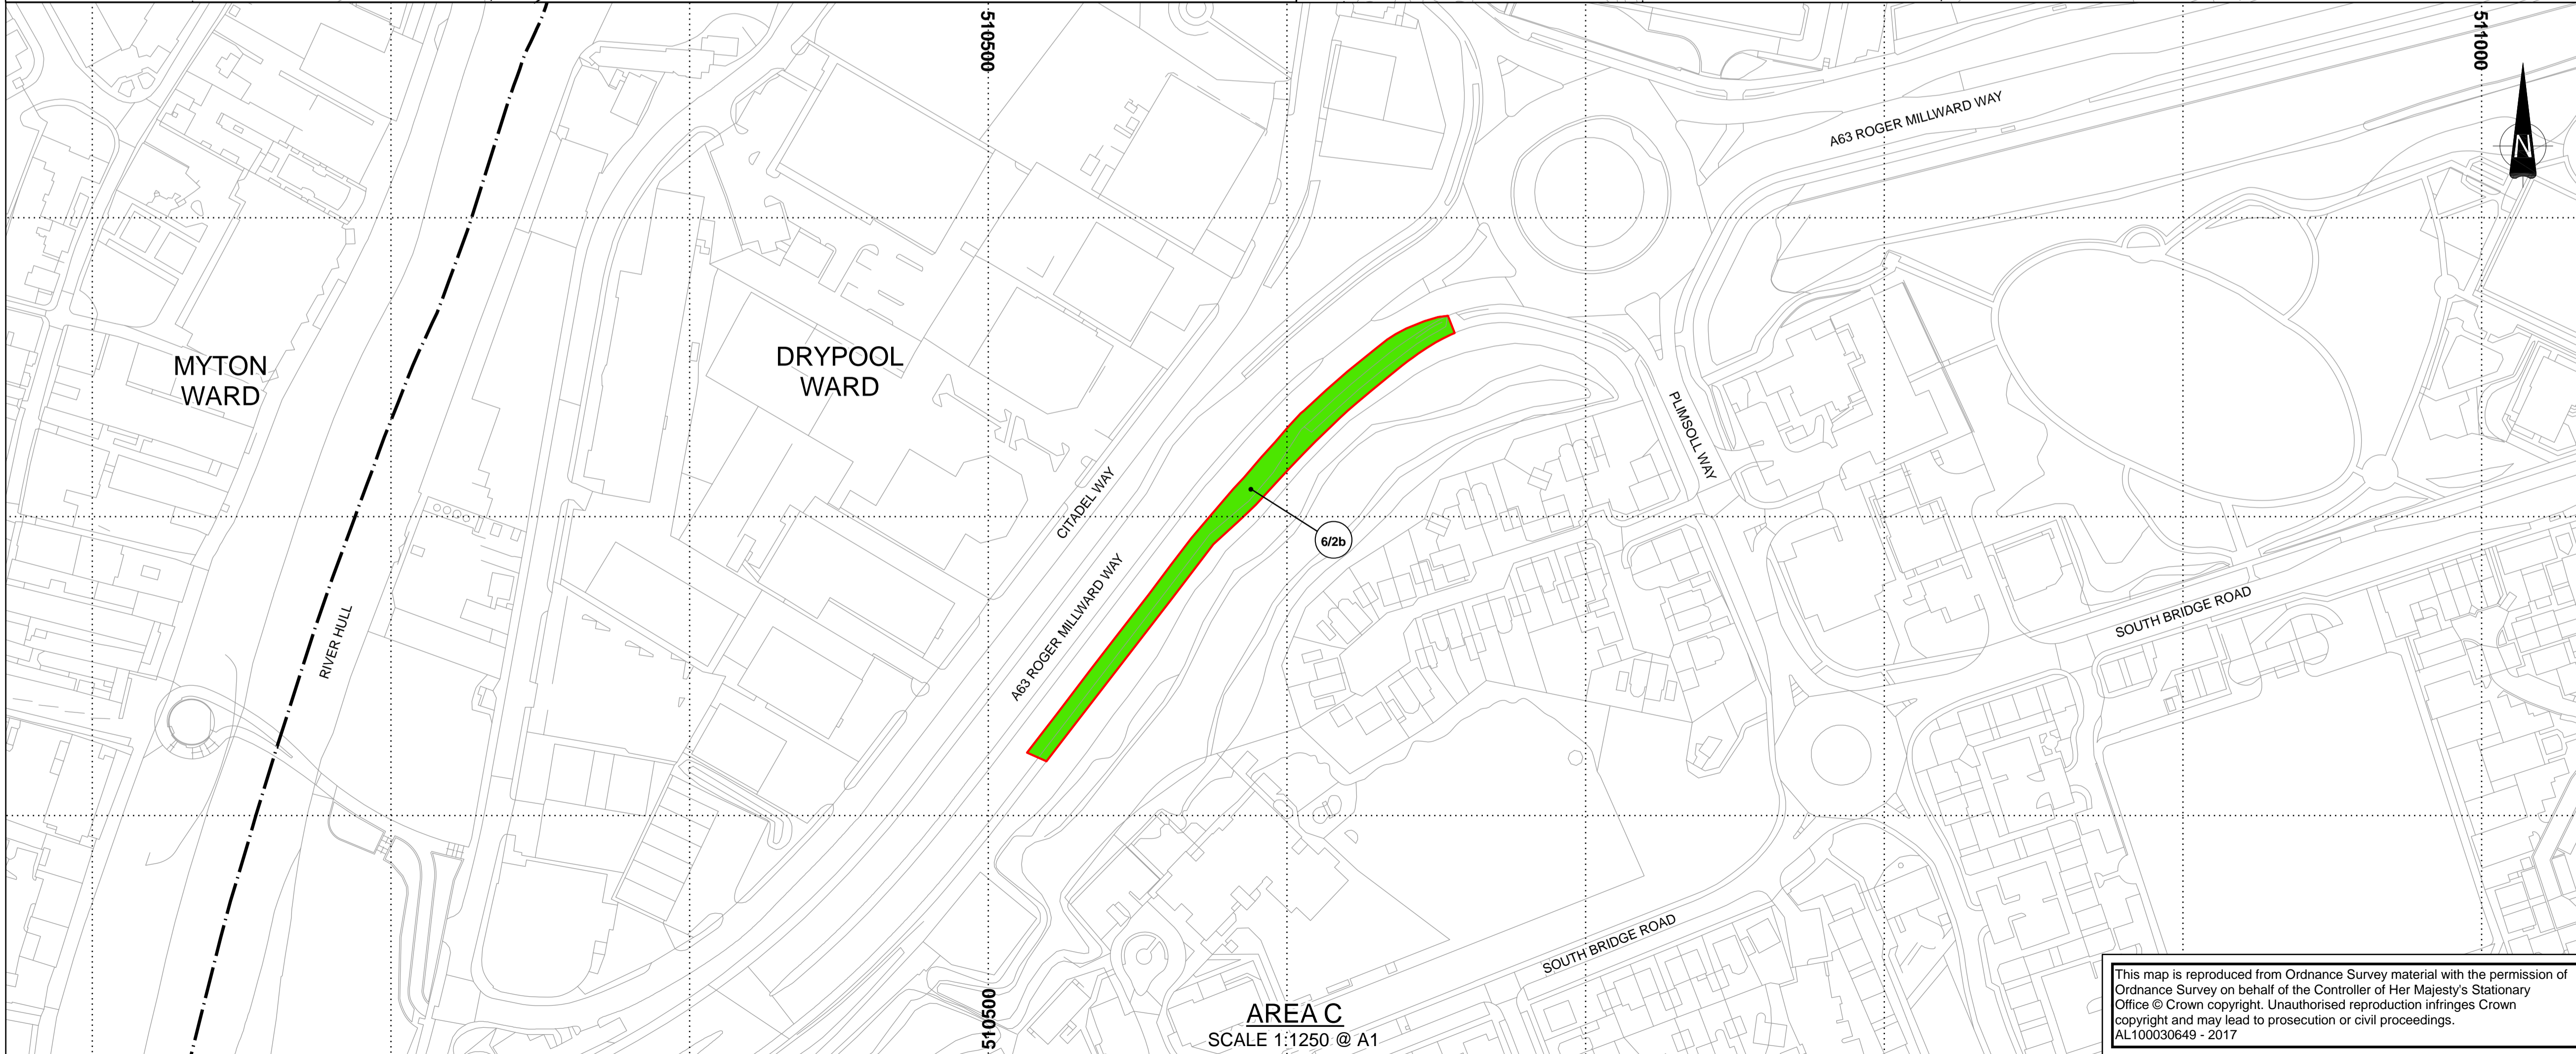 510500
511000
A63 ROGER MILLWARD WAY
N
MYTON
WARD
DRYPOOL
WARD
PLIMSOLL WAY
CITADEL WAY
6/2b
A63 ROGER MILLWARD WAY
RIVER HULL
SOUTH BRIDGE ROAD
SOUTH BRIDGE ROAD
510500
AREA C
SCALE 1:1250 @ A1
This map is reproduced from Ordnance Survey material with the permission of
Ordnance Survey on behalf of the Controller of Her Majesty's Stationary
Office © Crown copyright. Unauthorised reproduction infringes Crown
copyright and may lead to prosecution or civil proceedings.
AL100030649 - 2017